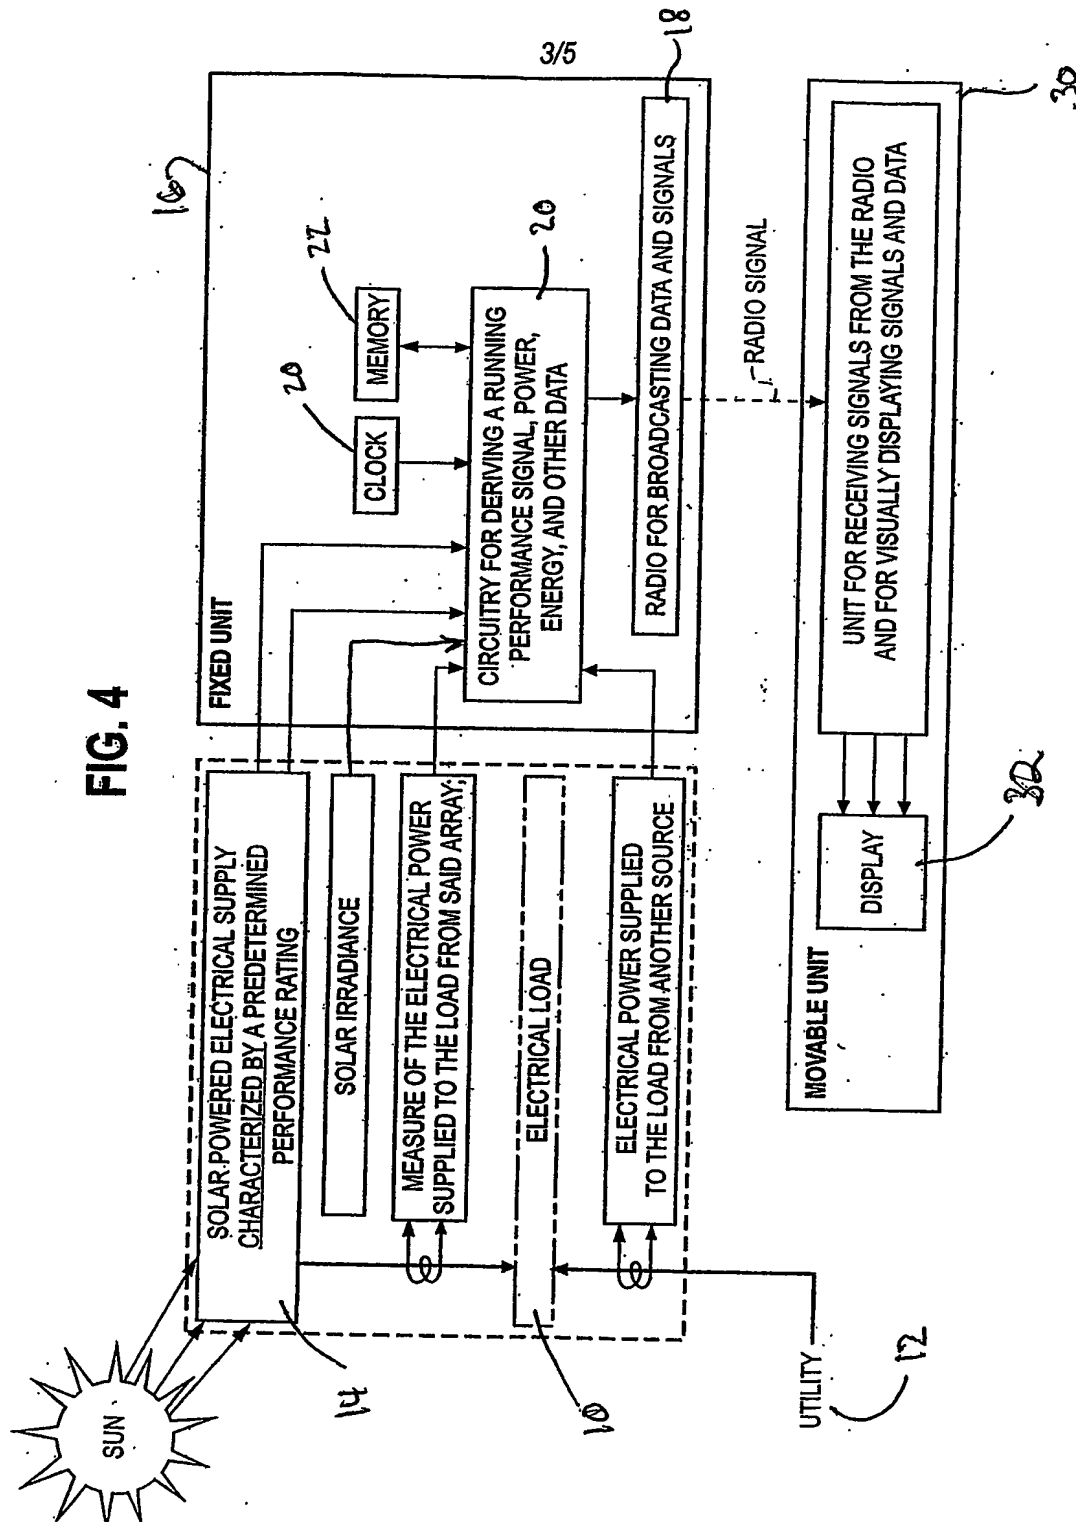 3/5
FIG. 4
SUN
SOLAR POWERED ELECTRICAL SUPPLY
CHARACTERIZED BY A PREDETERMINED
PERFORMANCE RATING
14
SOLAR IRRADIANCE
MEASURE OF THE ELECTRICAL POWER
SUPPLIED TO THE LOAD FROM SAID ARRAY;
ELECTRICAL LOAD
10
ELECTRICAL POWER SUPPLIED
TO THE LOAD FROM ANOTHER SOURCE
UTILITY
12
FIXED UNIT
16
CLOCK
20
MEMORY
22
CIRCUITRY FOR DERIVING A RUNNING
PERFORMANCE SIGNAL, POWER,
ENERGY, AND OTHER DATA
20
RADIO FOR BROADCASTING DATA AND SIGNALS
18
RADIO SIGNAL
MOVABLE UNIT
30
DISPLAY
32
UNIT FOR RECEIVING SIGNALS FROM THE RADIO
AND FOR VISUALLY DISPLAYING SIGNALS AND DATA